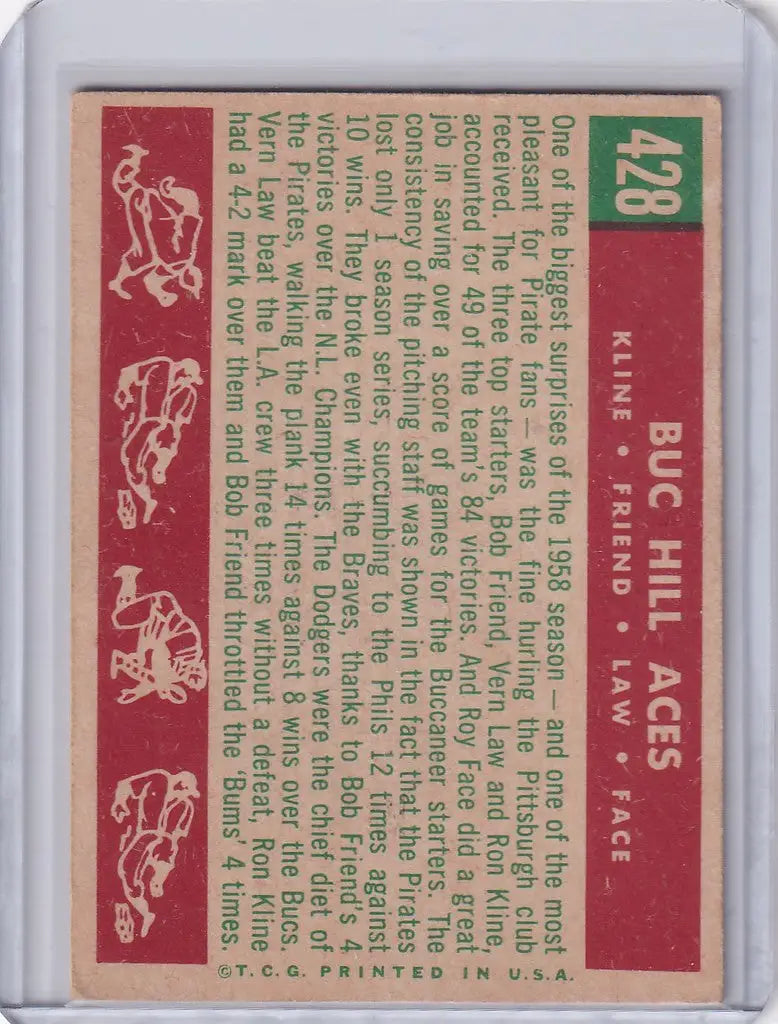 428
BUC HILL ACES
KLINE • FRIEND • LAW • FACE
One of the biggest surprises of the 1958 season — and one of the most
pleasant for Pirate fans — was the fine hurling the Pittsburgh club
received. The three top starters, Bob Friend, Vern Law and Ron Kline,
accounted for 49 of the team's 84 victories. And Roy Face did a great
job in saving over a score of games for the Buccaneer starters. The
consistency of the pitching staff was shown in the fact that the Pirates
lost only 1 season series, succumbing to the Phils 12 times against
10 wins. They broke even with the Braves, thanks to Bob Friend's 4
victories over the N.L. Champions. The Dodgers were the chief diet of
the Pirates, walking the plank 14 times against 8 wins over the Bucs.
Vern Law beat the L.A. crew three times without a defeat, Ron Kline
had a 4-2 mark over them and Bob Friend throttled the 'Bums' 4 times.
©T.C.G. PRINTED IN U.S.A.